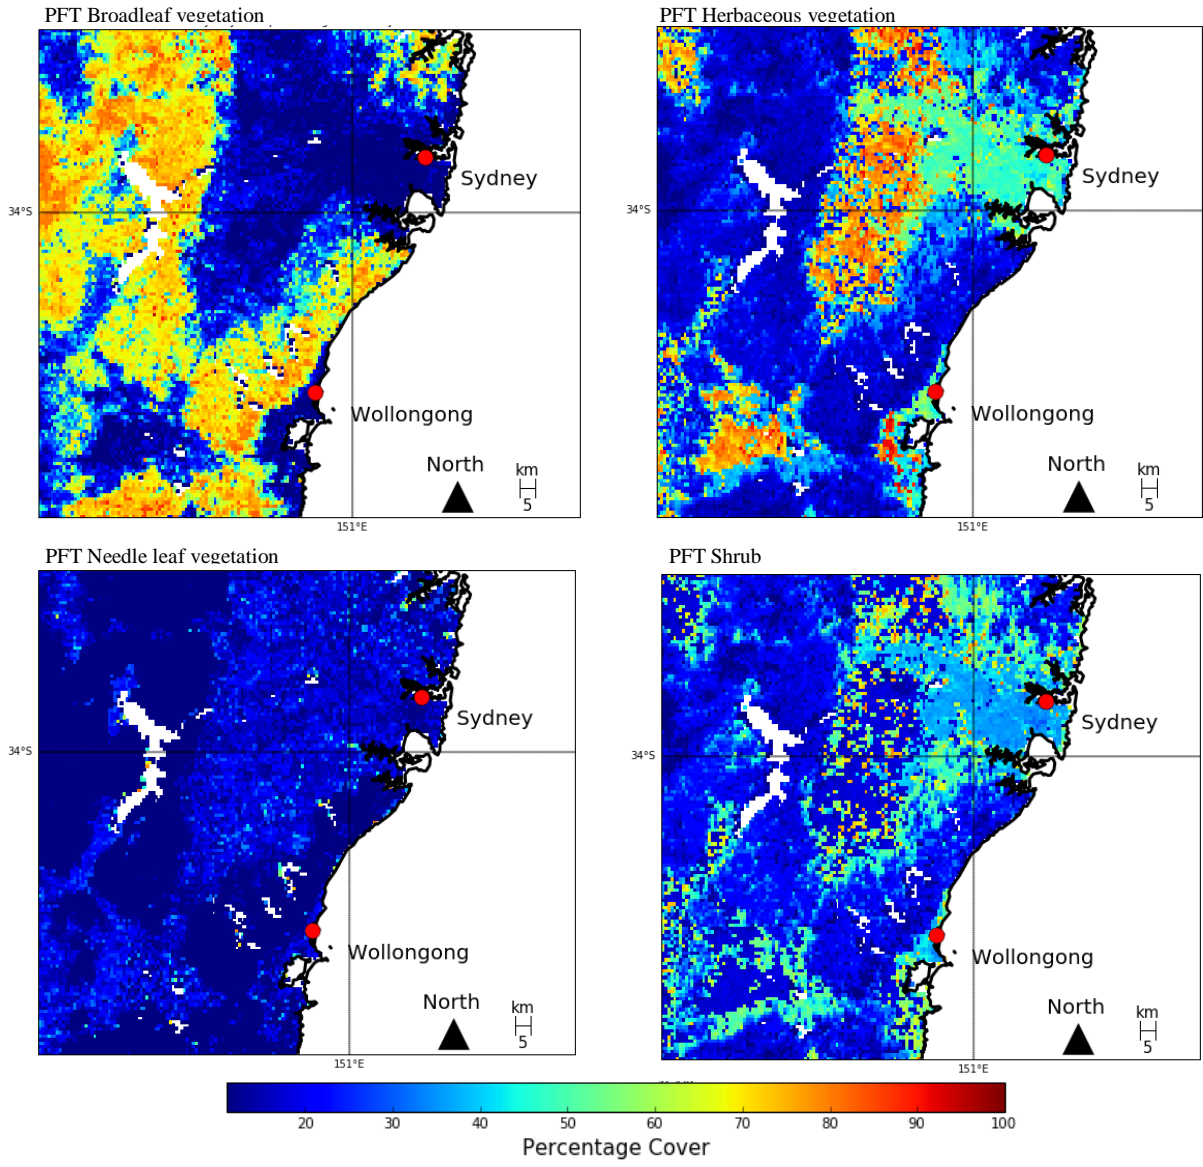 PFT Broadleaf vegetation
PFT Herbaceous vegetation
Sydney
Sydney
34°S
34°S
Wollongong
Wollongong
North
km
5
North
km
5
151°E
151°E
PFT Needle leaf vegetation
PFT Shrub
Sydney
Sydney
34°S
34°S
Wollongong
Wollongong
North
km
5
North
km
5
151°E
151°E
20 30 40 50 60 70 80 90 100
Percentage Cover